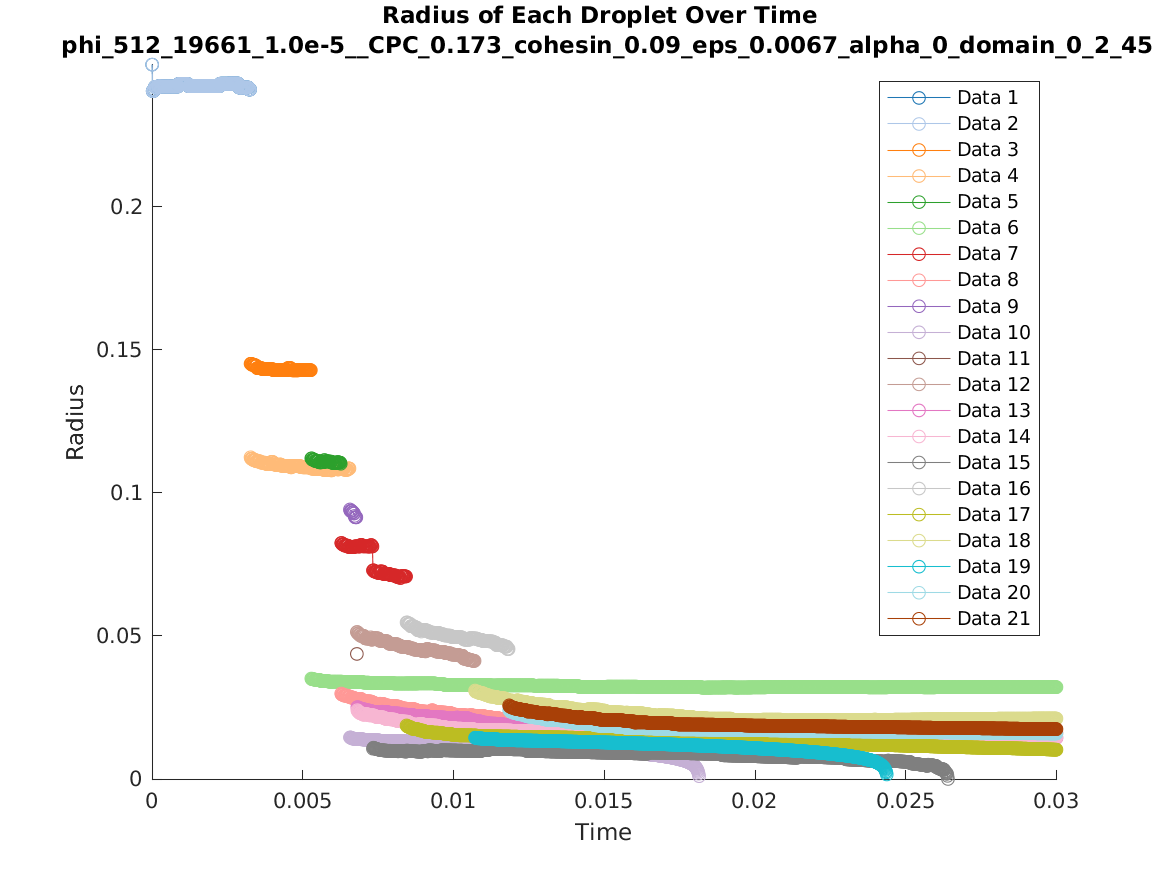 Radius of Each Droplet Over Time
phi_512_19661_1.0e-5__CPC_0.173_cohesin_0.09_eps_0.0067_alpha_0_domain_0_2_45
Data 1
Data 2
Data 3
Data 4
Data 5
Data 6
Data 7
Data 8
Data 9
Data 10
Data 11
Data 12
Data 13
Data 14
Data 15
Data 16
Data 17
Data 18
Data 19
Data 20
Data 21
Radius
0.2
0.15
0.1
0.05
0
0
0.005
0.01
0.015
0.02
0.025
0.03
Time